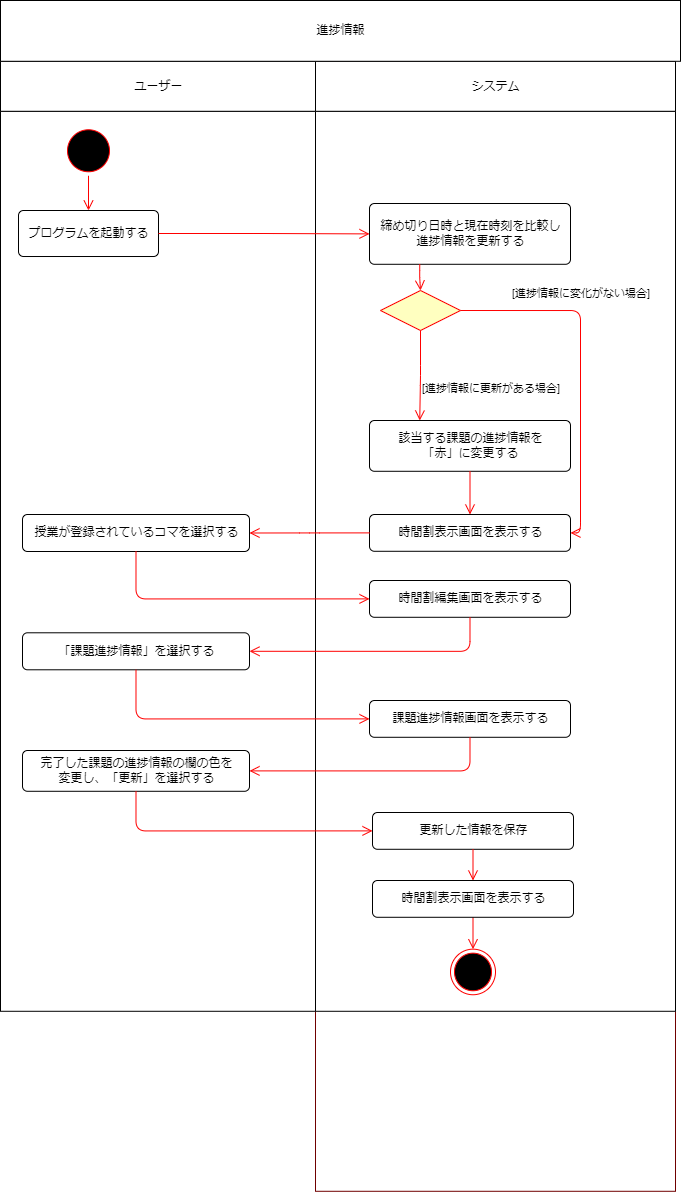 進捗情報
ユーザー
システム
プログラムを起動する
締め切り日時と現在時刻を比較し
進捗情報を更新する
[進捗情報に変化がない場合]
[進捗情報に更新がある場合]
該当する課題の進捗情報を
「赤」に変更する
授業が登録されているコマを選択する
時間割表示画面を表示する
時間割編集画面を表示する
「課題進捗情報」を選択する
課題進捗情報画面を表示する
完了した課題の進捗情報の欄の色を
変更し、「更新」を選択する
更新した情報を保存
時間割表示画面を表示する